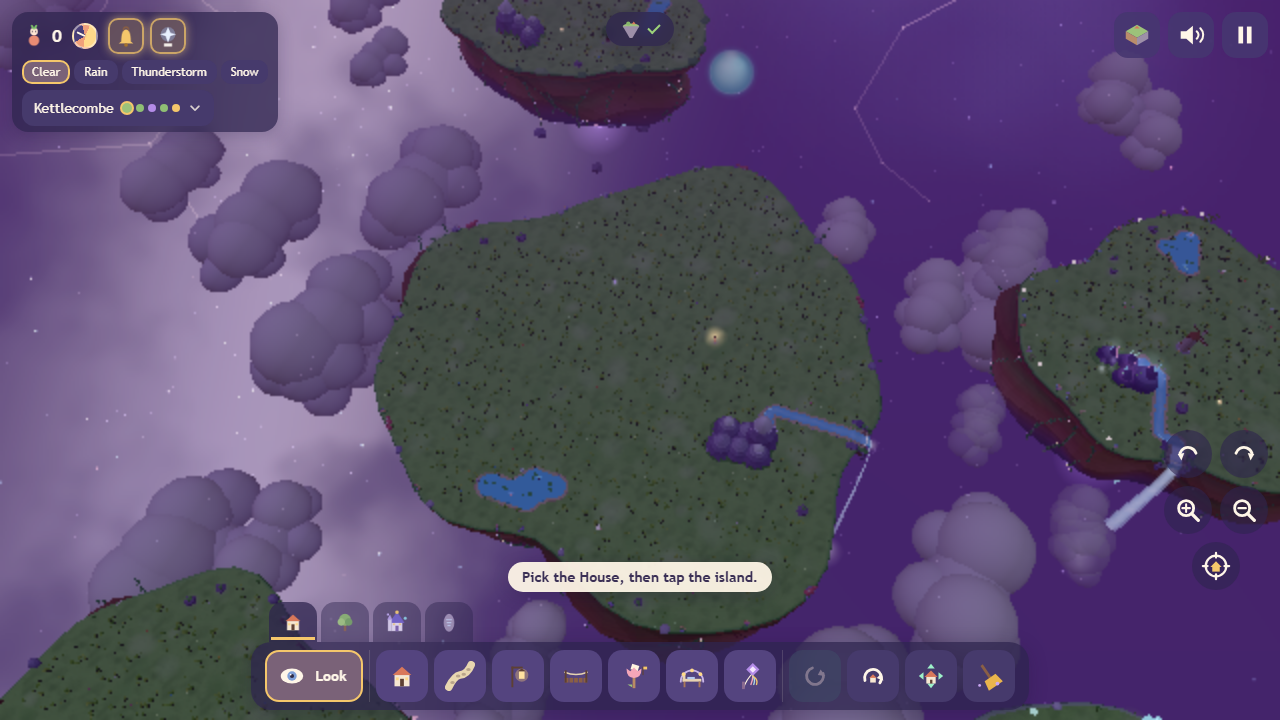 0
Clear Rain Thunderstorm Snow
Kettlecombe
Pick the House, then tap the island.
Look